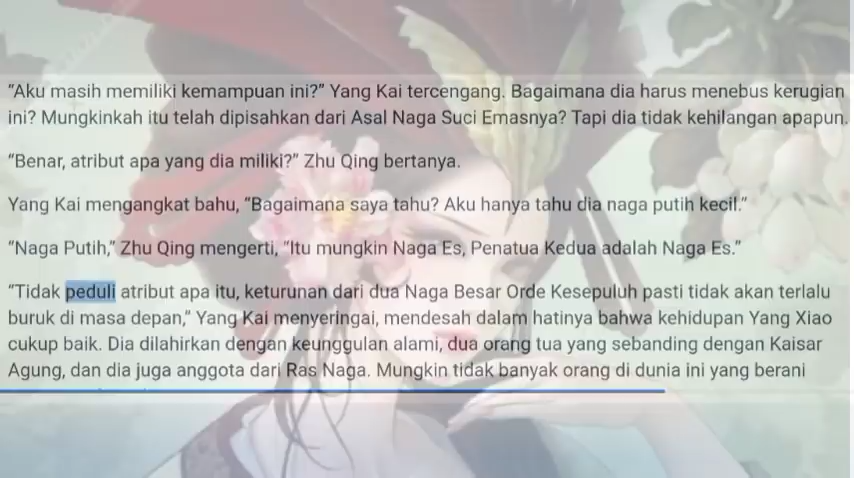 “Aku masih memiliki kemampuan ini?” Yang Kai tercengang. Bagaimana dia harus menebus kerugian
ini? Mungkinkah itu telah dipisahkan dari Asal Naga Suci Emasnya? Tapi dia tidak kehilangan apapun.
“Benar, atribut apa yang dia miliki?” Zhu Qing bertanya.
Yang Kai mengangkat bahu, “Bagaimana saya tahu? Aku hanya tahu dia naga putih kecil.”
“Naga Putih,” Zhu Qing mengerti, “Itu mungkin Naga Es, Penatua Kedua adalah Naga Es.”
“Tidak peduli atribut apa itu, keturunan dari dua Naga Besar Orde Kesepuluh pasti tidak akan terlalu
buruk di masa depan,” Yang Kai menyeringai, mendesah dalam hatinya bahwa kehidupan Yang Xiao
cukup baik. Dia dilahirkan dengan keunggulan alami, dua orang tua yang sebanding dengan Kaisar
Agung, dan dia juga anggota dari Ras Naga. Mungkin tidak banyak orang di dunia ini yang berani